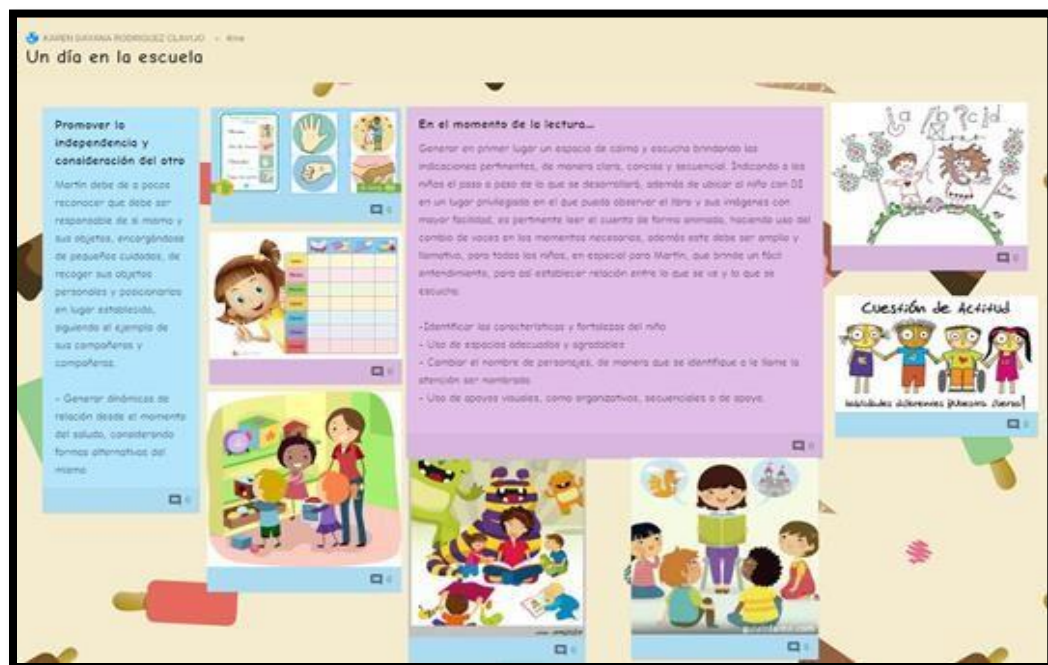 KAREN DAYANA RODRIGUEZ CLAVIJO
Un día en la escuela
Promover la
independencia y
consideración del otro
Martín debe de a pocos
reconocer que debe ser
responsable de si mismo y
sus objetos, encargándose
de pequeños cuidados, de
recoger sus objetos
personales y posicionarlos
en lugar establecido,
siguiendo el ejemplo de
sus compañeros y
compañeras.
- Generar dinámicas de
relación desde el momento
del saludo, considerando
formas alternativas del
mismo
En el momento de la lectura...
Generar en primer lugar un espacio de calma y escucha brindando las
indicaciones pertinentes, de manera clara, concisa y secuencial. Indicando a los
niños el paso a paso de lo que se desarrollará, además de ubicar al niño con DI
en un lugar privilegiado en el que pueda observar el libro y sus imágenes con
mayor facilidad, es pertinente leer el cuento de forma animada, haciendo uso del
cambio de voces en los momentos necesarios, además este debe ser amplio y
llamativo, para todos los niños, en especial para Martín, que brinde un fácil
entendimiento, para así establecer relación entre lo que se ve y lo que se
escucha.
-Identificar las características y fortalezas del niño
- Uso de espacios adecuados y agradables
- Cambiar el nombre de personajes, de manera que se identifique o le llame la
atención ser nombrado
- Uso de apoyos visuales, como organizativos, secuenciales o de apoyo.
Cuestión de Actitud